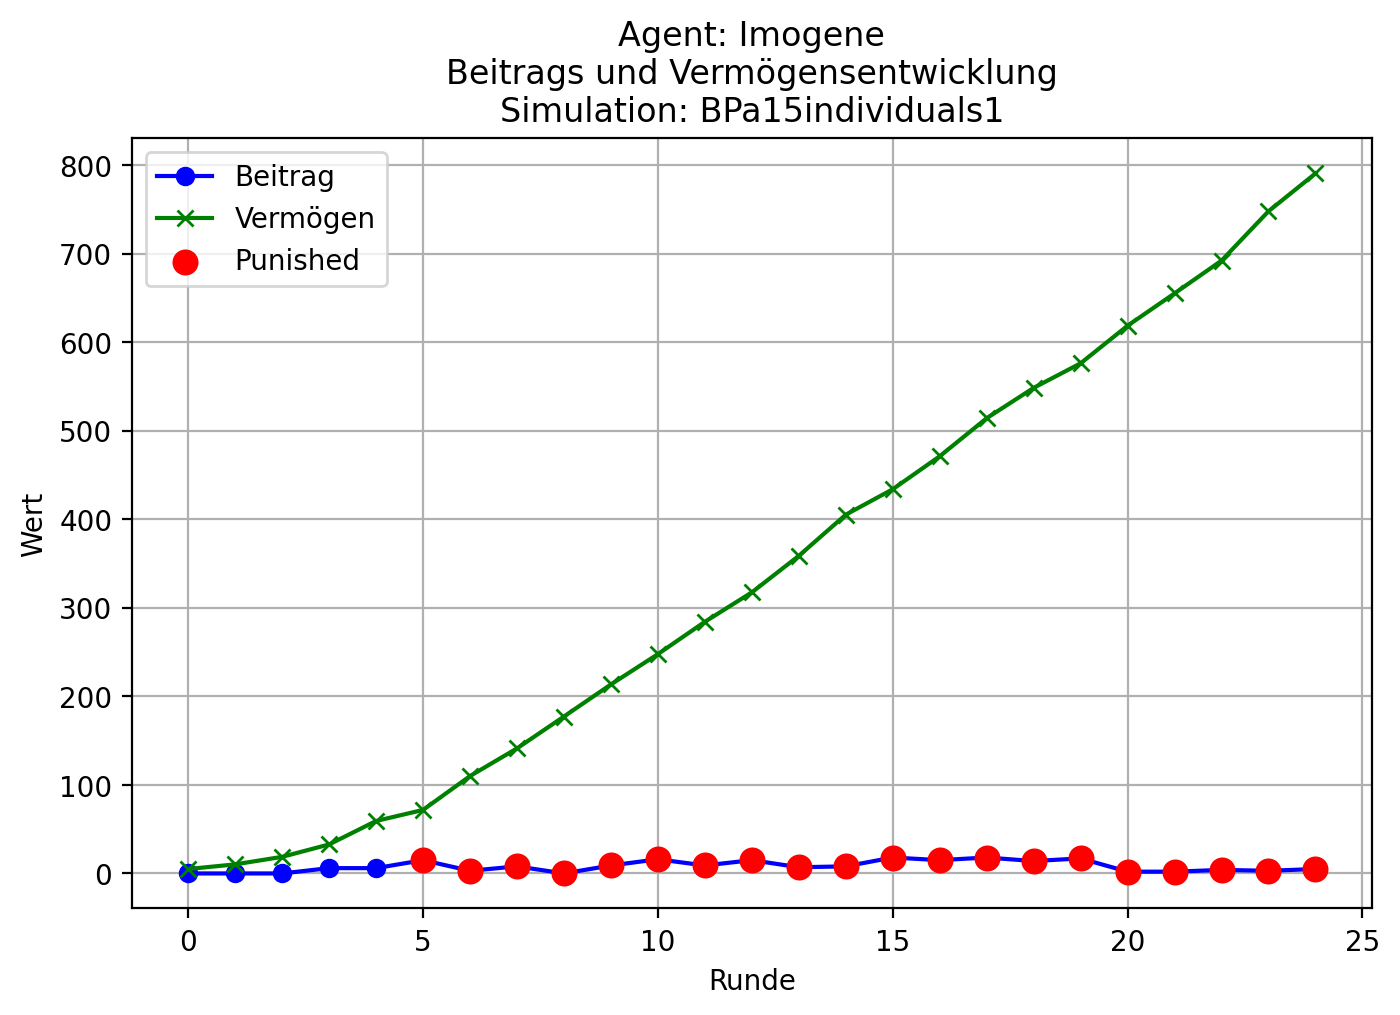 Agent: Imogene
Beitrags und Vermögensentwicklung
Simulation: BPa15individuals1
Beitrag
Vermögen
Punished
800
700
600
500
400
300
200
100
0
Wert
0 5 10 15 20 25
Runde